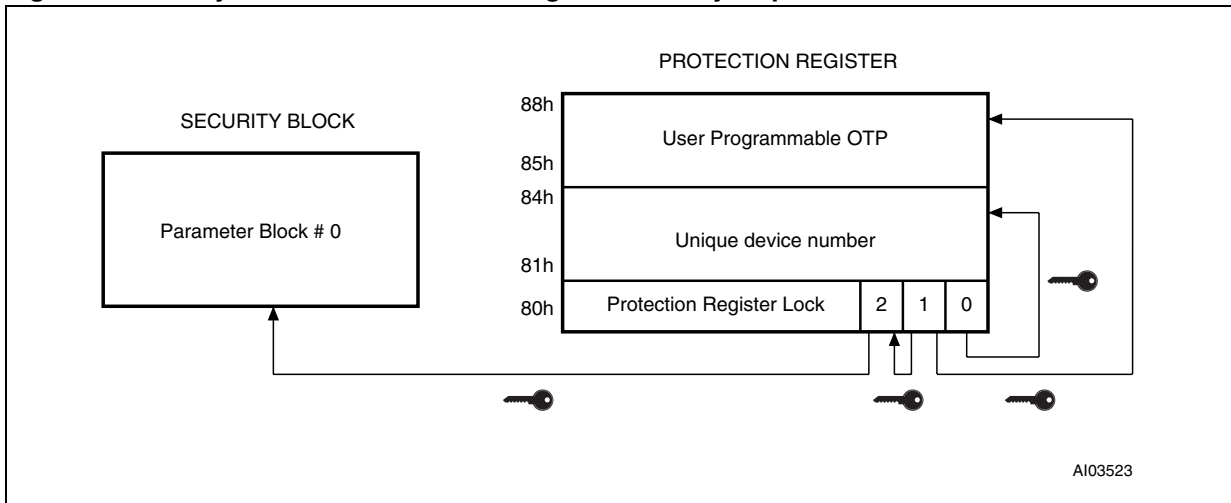 PROTECTION REGISTER
SECURITY BLOCK
88h
User Programmable OTP
85h
84h
Parameter Block # 0
Unique device number
81h
80h
Protection Register Lock 2 1 0
AI03523